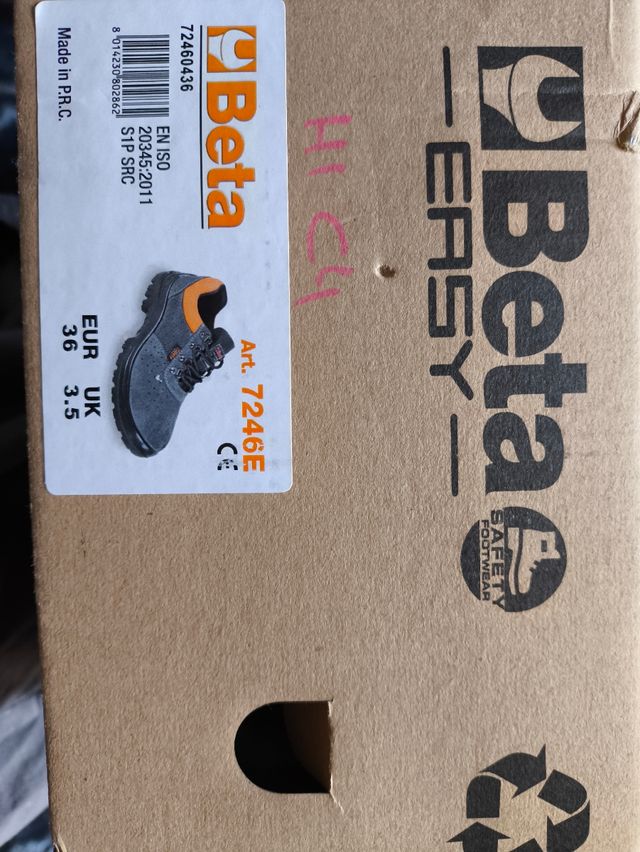 Beta
EASY
SAFETY
FOOTWEAR
Beta
72460436
8 014230 802862
EN ISO
20345:2011
S1P SRC
Made in P.R.C.
Art. 7246E
CE
EUR UK
36 3.5